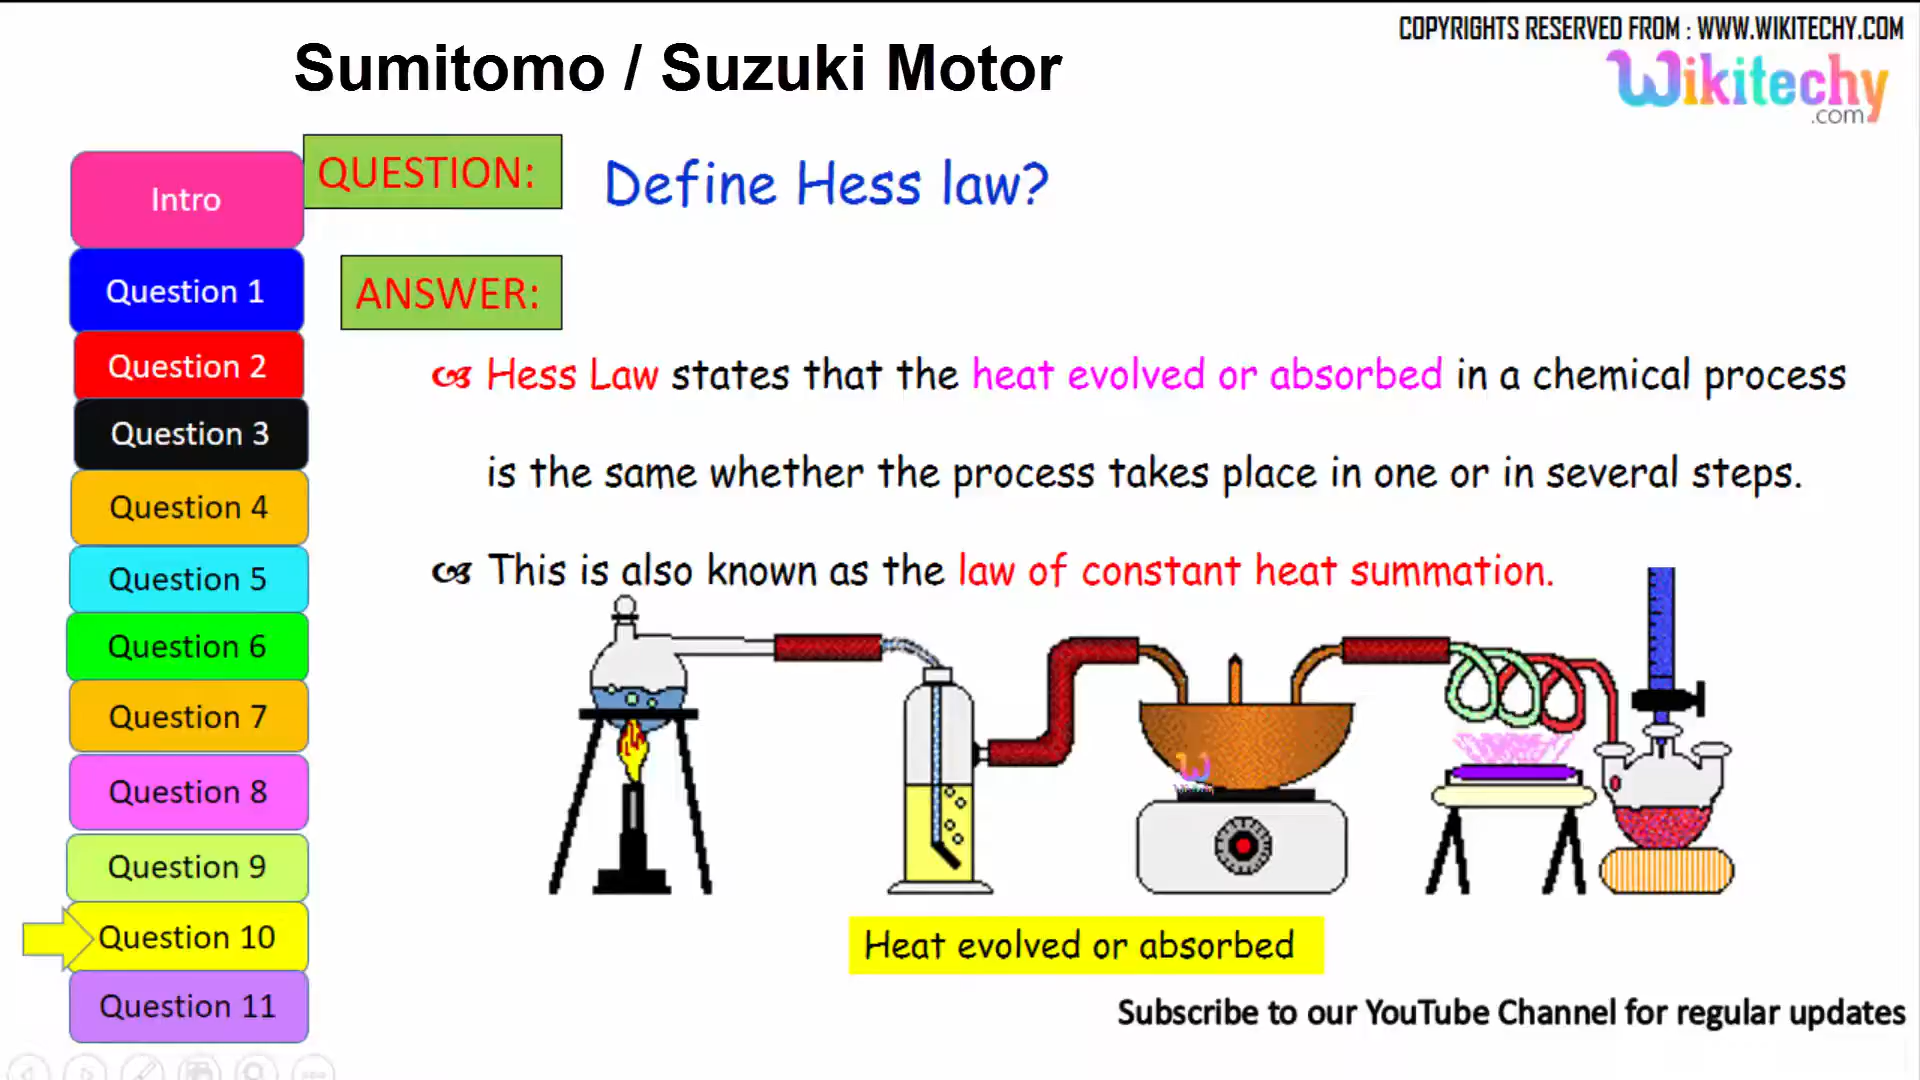 COPYRIGHTS RESERVED FROM : WWW.WIKITECHY.COM
Sumitomo / Suzuki Motor
Wikitechy
.com
QUESTION:
Define Hess law?
Intro
Question 1
Question 2
Question 3
Question 4
Question 5
Question 6
Question 7
Question 8
Question 9
Question 10
Question 11
ANSWER:
Hess Law states that the heat evolved or absorbed in a chemical process
is the same whether the process takes place in one or in several steps.
This is also known as the law of constant heat summation.
Heat evolved or absorbed
Subscribe to our YouTube Channel for regular updates